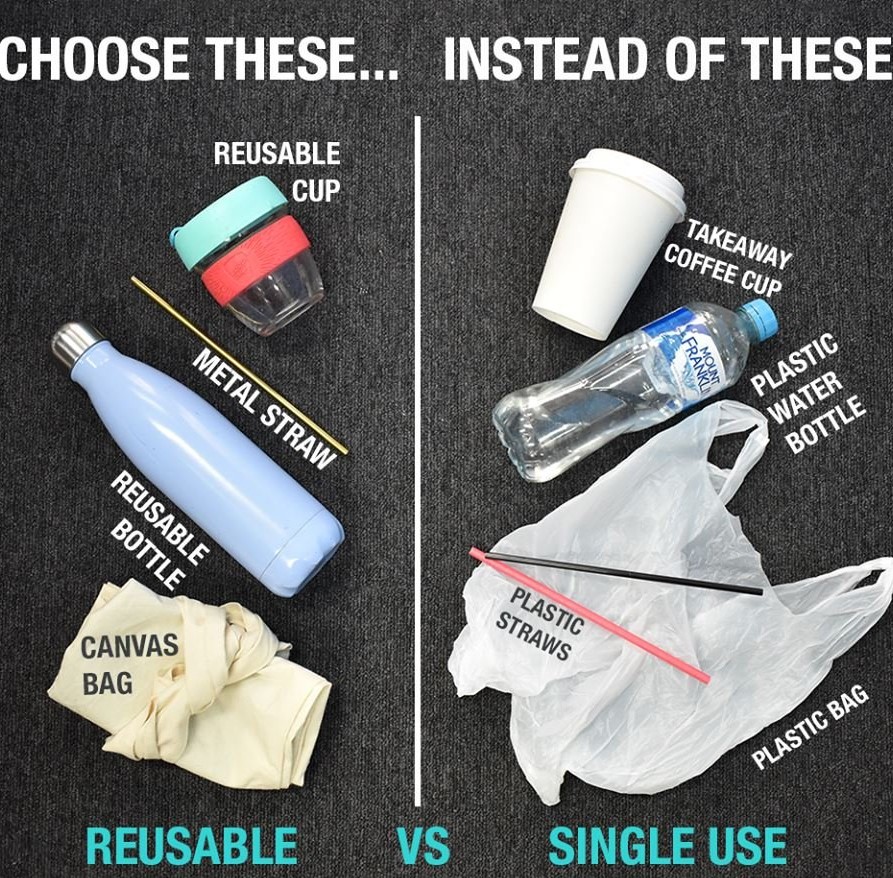 CHOOSE THESE...
INSTEAD OF THESE
REUSABLE
CUP
METAL STRAW
REUSABLE
BOTTLE
CANVAS
BAG
TAKEAWAY
COFFEE CUP
MOUNT
FRANKLIN
PLASTIC
WATER
BOTTLE
PLASTIC
STRAWS
PLASTIC BAG
REUSABLE
VS
SINGLE USE